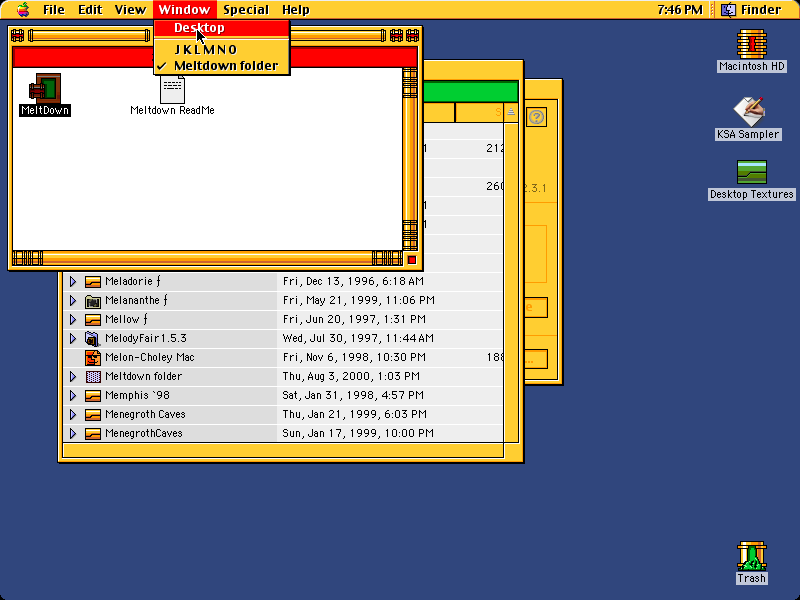 File Edit View Window Special Help 7:46 PM Finder
Desktop
J K L M N O
Meltdown folder
MeltDown
Meltdown ReadMe
Macintosh HD
KSA Sampler
Desktop Textures
Trash
S
1 212
260
1
1
2.3.1
e
...
Meladorie ƒ Fri, Dec 13, 1996, 6:18 AM
Melananthe ƒ Fri, May 21, 1999, 11:06 PM
Mellow ƒ Fri, Jun 20, 1997, 1:31 PM
MelodyFair 1.5.3 Wed, Jul 30, 1997, 11:44 AM
Melon-Choley Mac Fri, Nov 6, 1998, 10:30 PM 188
Meltdown folder Thu, Aug 3, 2000, 1:03 PM
Memphis `98 Sat, Jan 31, 1998, 4:57 PM
Menegroth Caves Thu, Jan 21, 1999, 6:03 PM
MenegrothCaves Sun, Jan 17, 1999, 10:00 PM